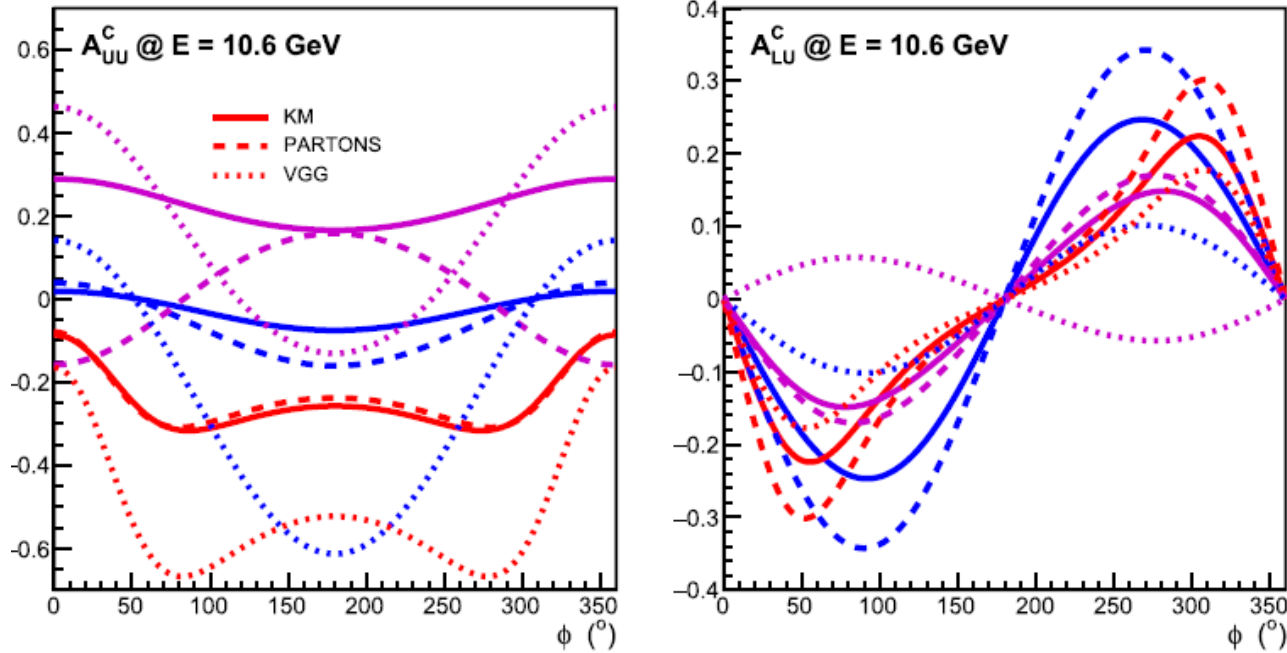 A_UU^C @ E = 10.6 GeV
0.6
0.4
0.2
0
-0.2
-0.4
-0.6
KM
PARTONS
VGG
0 50 100 150 200 250 300 350
ϕ (°)
A_LU^C @ E = 10.6 GeV
0.4
0.3
0.2
0.1
0
−0.1
−0.2
−0.3
−0.4
0 50 100 150 200 250 300 350
ϕ (°)